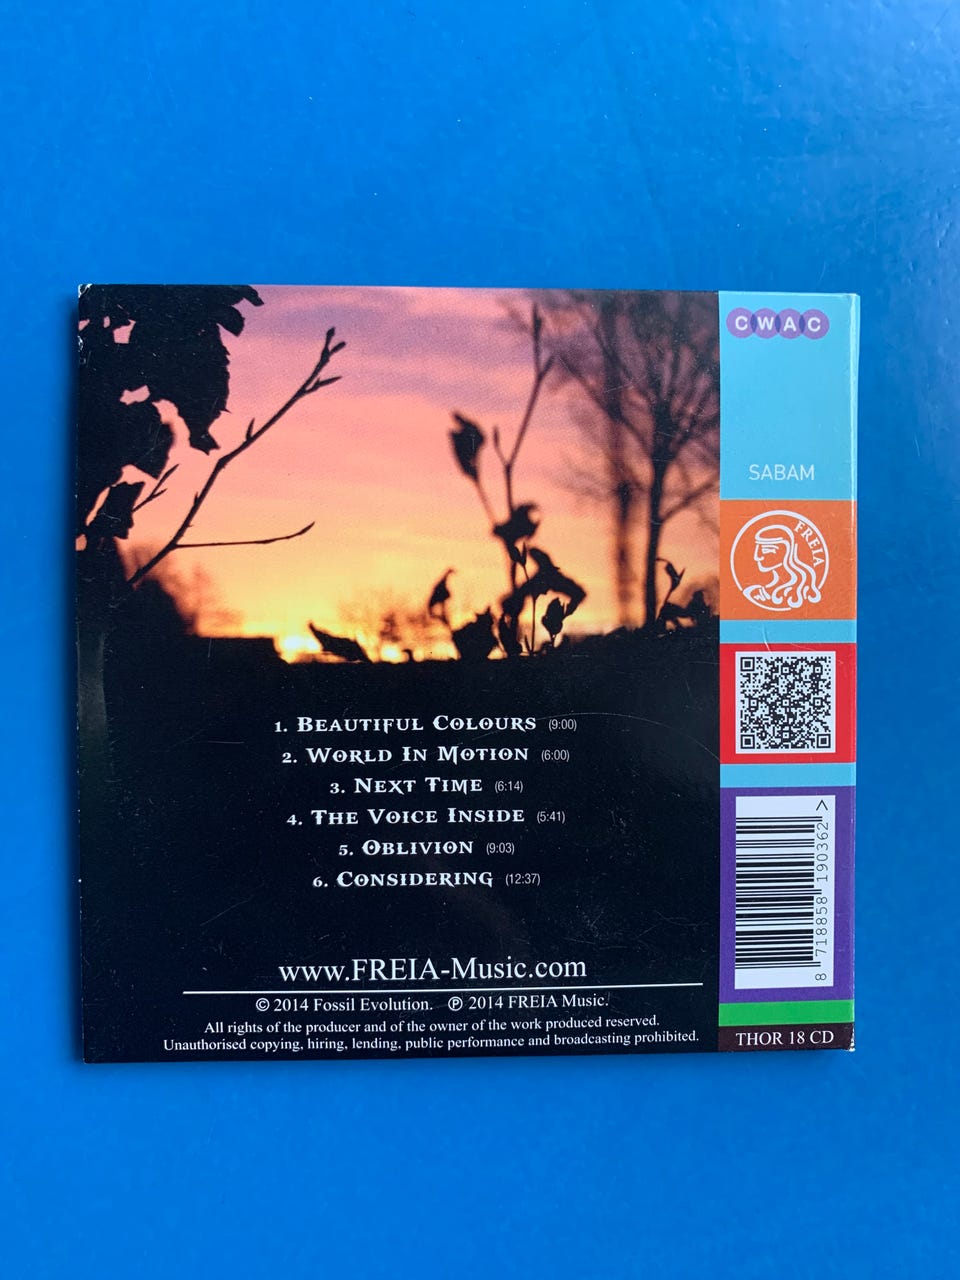 CWAC
SABAM
FREIA
1. Beautiful Colours (9:00)
2. World In Motion (6:00)
3. Next Time (6:14)
4. The Voice Inside (5:41)
5. Oblivion (9:03)
6. Considering (12:37)
www.FREIA-Music.com
© 2014 Fossil Evolution. ℗ 2014 FREIA Music.
All rights of the producer and of the owner of the work produced reserved.
Unauthorised copying, hiring, lending, public performance and broadcasting prohibited.
8 718858 190362 >
THOR 18 CD